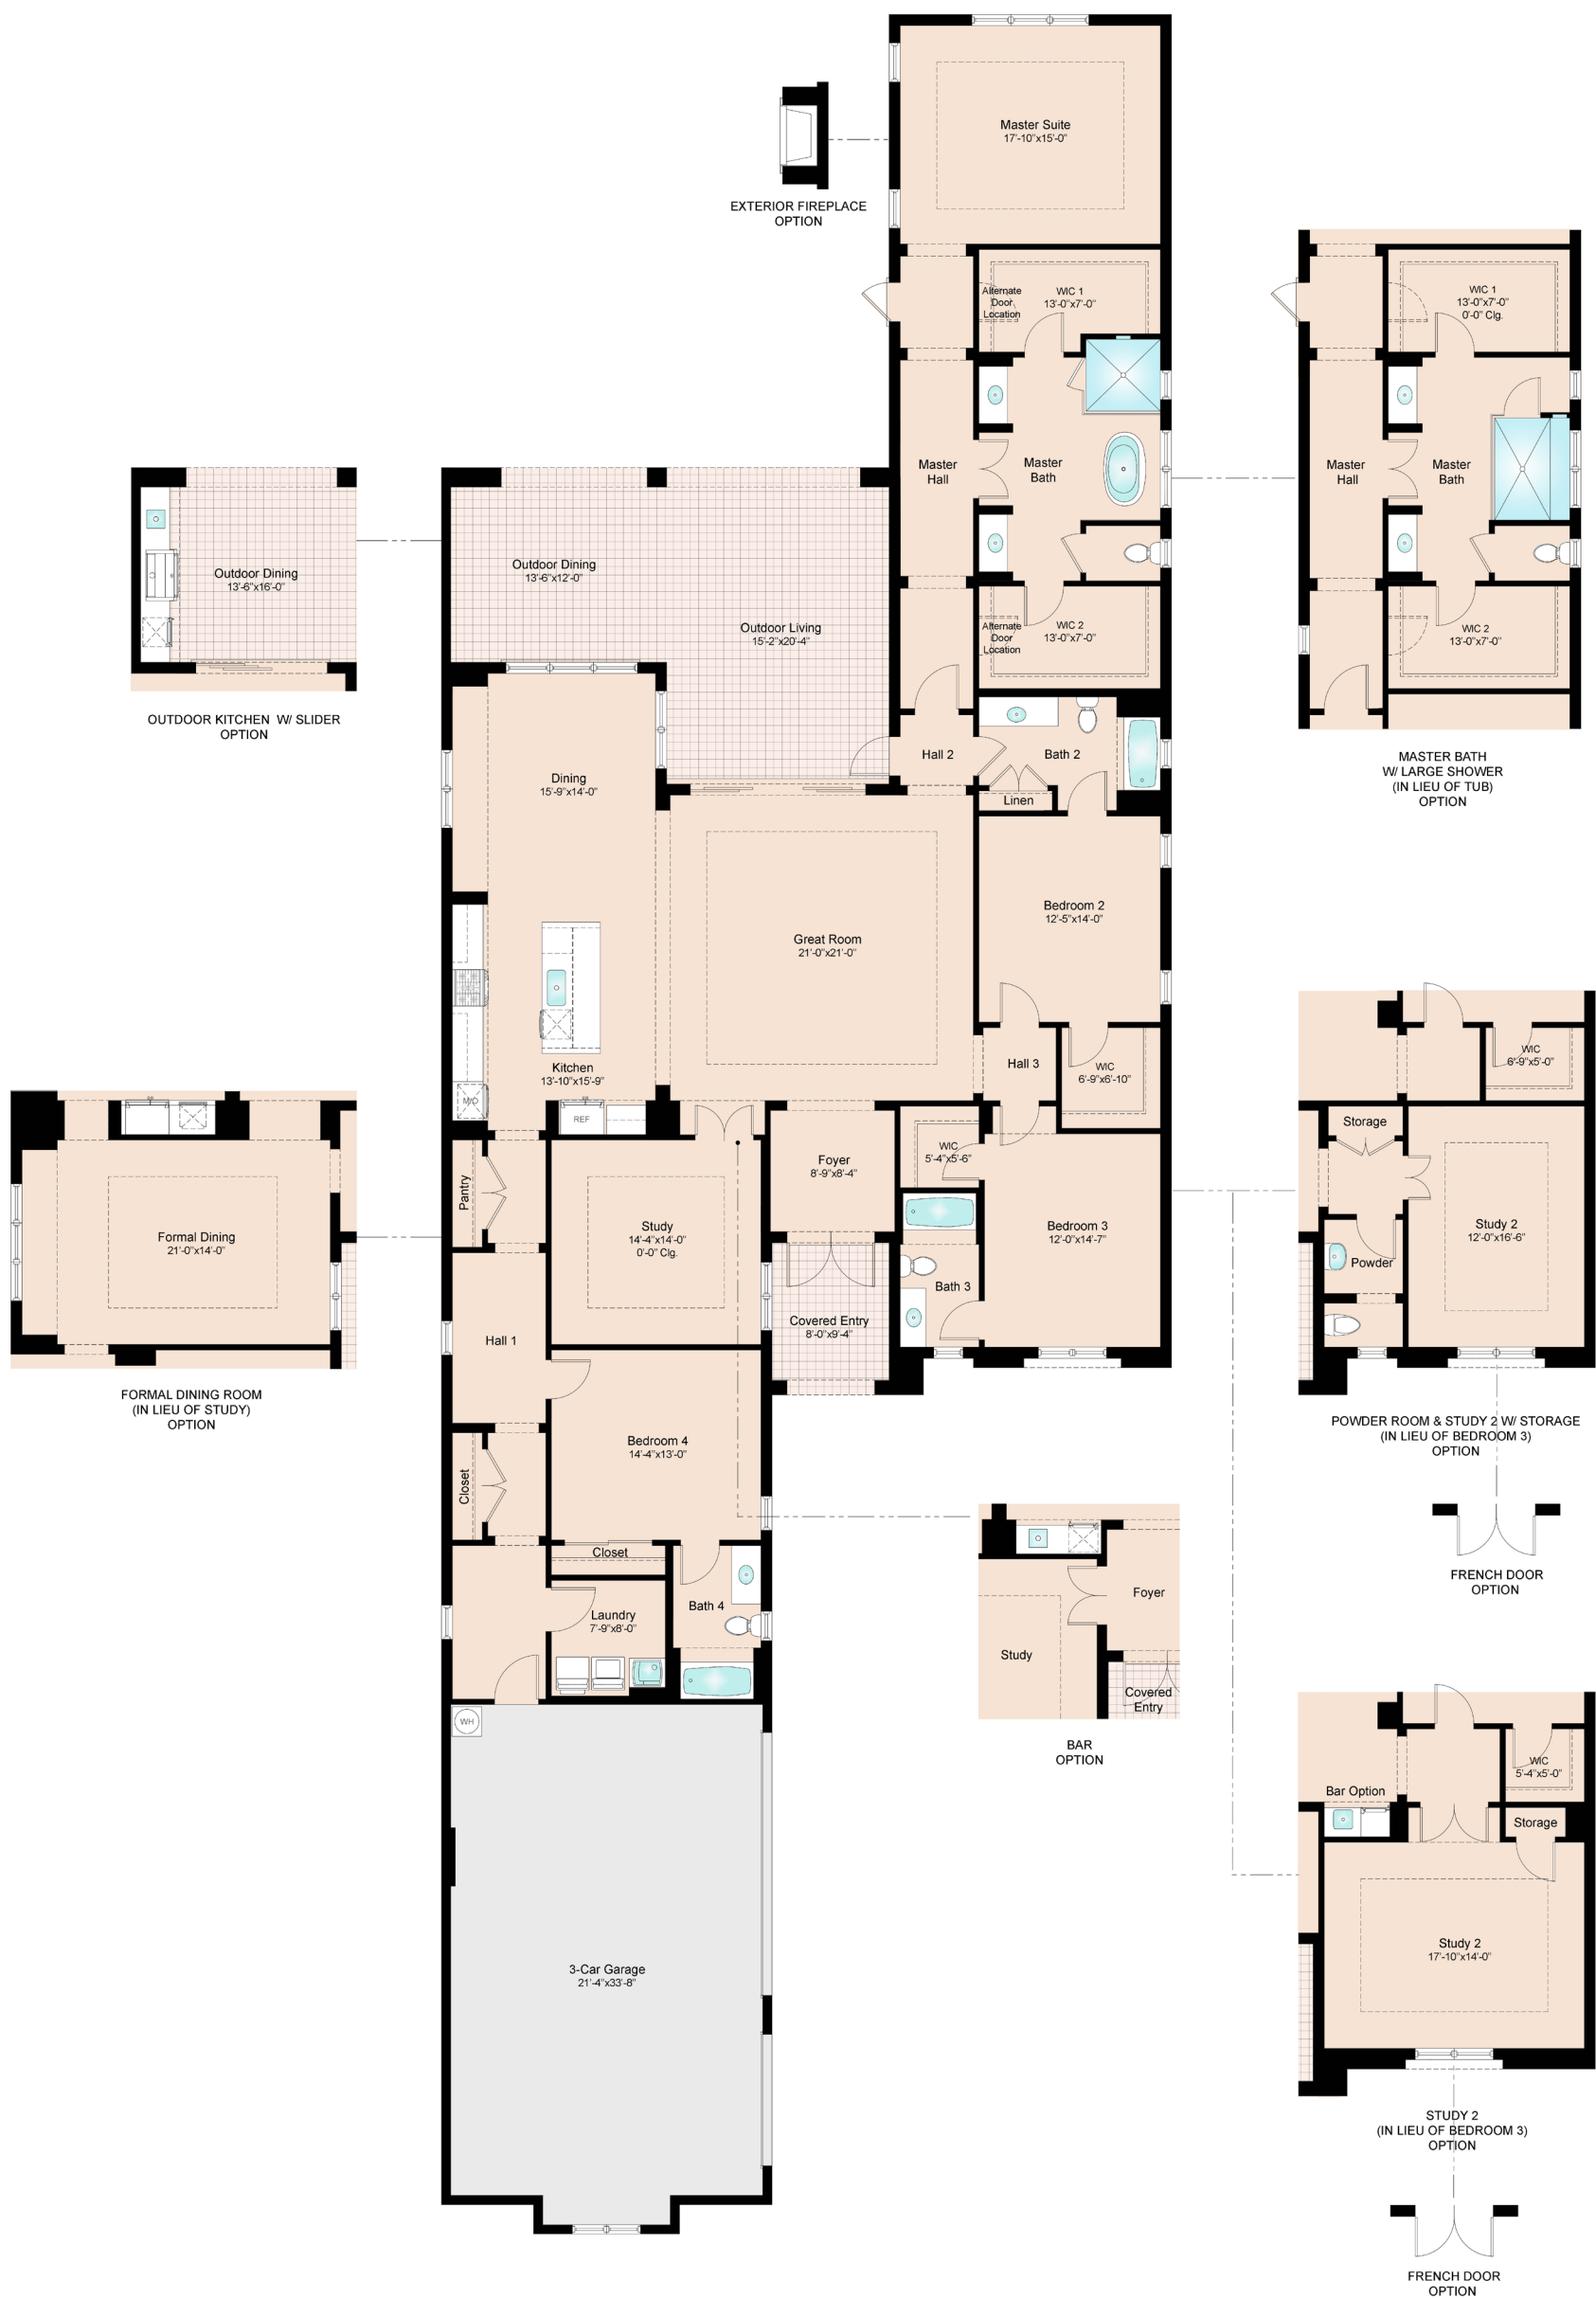 Master Suite
17'-10"x15'-0"
EXTERIOR FIREPLACE
OPTION
Alternate
Door
Location
WIC 1
13'-0"x7'-0"
WIC 1
13'-0"x7'-0"
0'-0" Clg.
Master
Hall
Master
Bath
Master
Hall
Master
Bath
Outdoor Dining
13'-6"x16'-0"
Outdoor Dining
13'-6"x12'-0"
Outdoor Living
15'-2"x20'-4"
Alternate
Door
Location
WIC 2
13'-0"x7'-0"
WIC 2
13'-0"x7'-0"
OUTDOOR KITCHEN W/ SLIDER
OPTION
Hall 2
Bath 2
Linen
MASTER BATH
W/ LARGE SHOWER
(IN LIEU OF TUB)
OPTION
Dining
15'-9"x14'-0"
Great Room
21'-0"x21'-0"
Bedroom 2
12'-5"x14'-0"
Kitchen
13'-10"x15'-9"
M/O
REF
Hall 3
WIC
6'-9"x6'-10"
WIC
6'-9"x5'-0"
Storage
Pantry
Foyer
8'-9"x8'-4"
WIC
5'-4"x5'-6"
Formal Dining
21'-0"x14'-0"
Study
14'-4"x14'-0"
0'-0" Clg.
Bedroom 3
12'-0"x14'-7"
Study 2
12'-0"x16'-6"
Powder
Bath 3
Hall 1
Covered Entry
8'-0"x9'-4"
FORMAL DINING ROOM
(IN LIEU OF STUDY)
OPTION
POWDER ROOM & STUDY 2 W/ STORAGE
(IN LIEU OF BEDROOM 3)
OPTION
Bedroom 4
14'-4"x13'-0"
Closet
Closet
FRENCH DOOR
OPTION
Foyer
Study
Covered
Entry
BAR
OPTION
Laundry
7'-9"x8'-0"
Bath 4
WH
WIC
5'-4"x5'-0"
Bar Option
Storage
Study 2
17'-10"x14'-0"
3-Car Garage
21'-4"x33'-8"
STUDY 2
(IN LIEU OF BEDROOM 3)
OPTION
FRENCH DOOR
OPTION